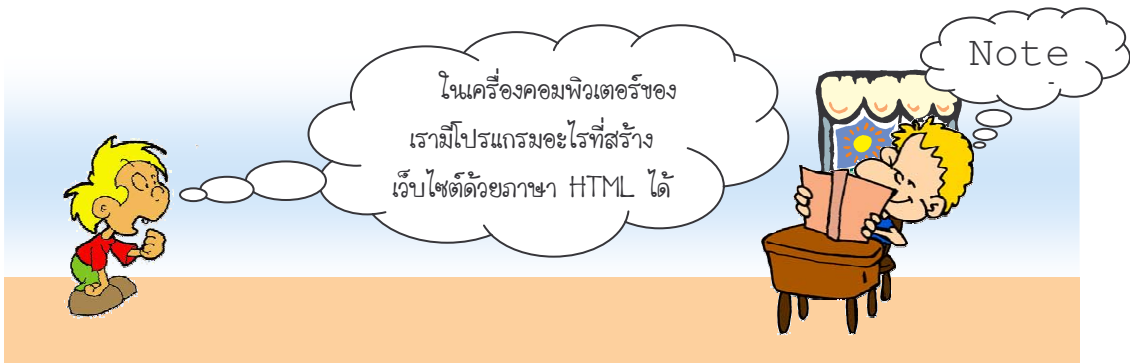 ในเครื่องคอมพิวเตอร์ของ
เรามีโปรแกรมอะไรที่สร้าง
เว็บไซต์ด้วยภาษา HTML ได้
Note
-